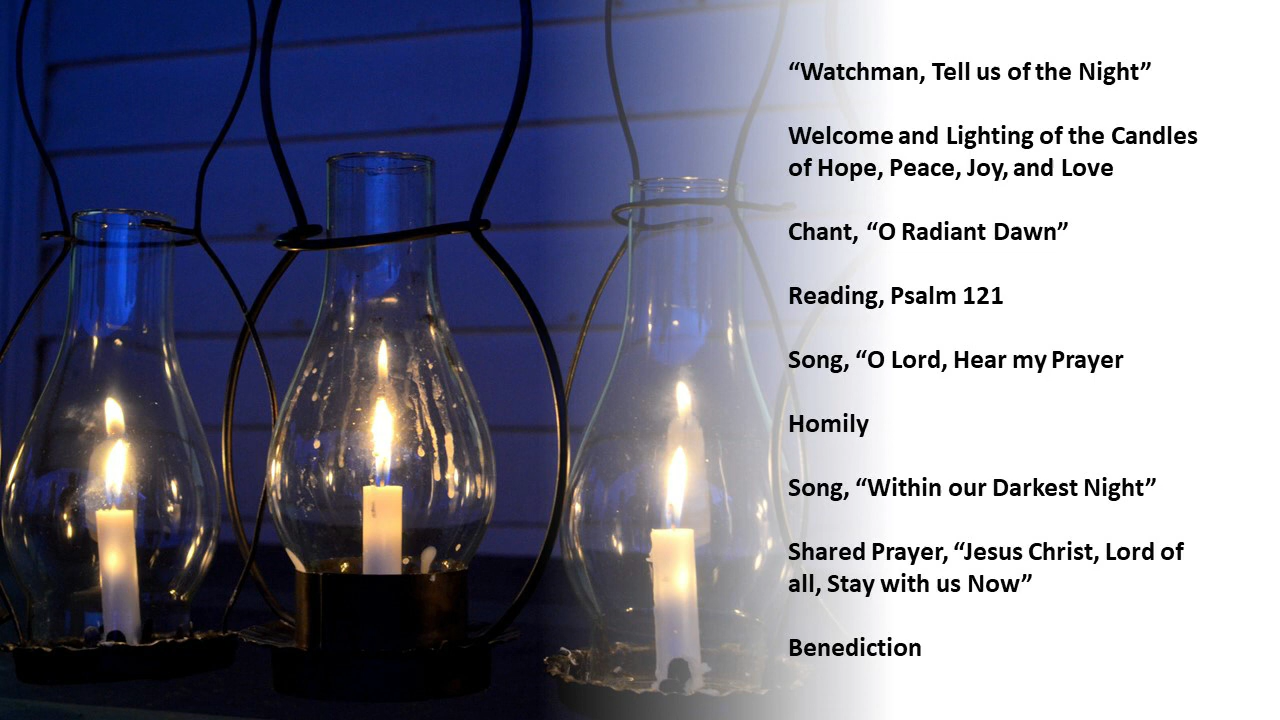 “Watchman, Tell us of the Night”
Welcome and Lighting of the Candles
of Hope, Peace, Joy, and Love
Chant, “O Radiant Dawn”
Reading, Psalm 121
Song, “O Lord, Hear my Prayer
Homily
Song, “Within our Darkest Night”
Shared Prayer, “Jesus Christ, Lord of
all, Stay with us Now”
Benediction